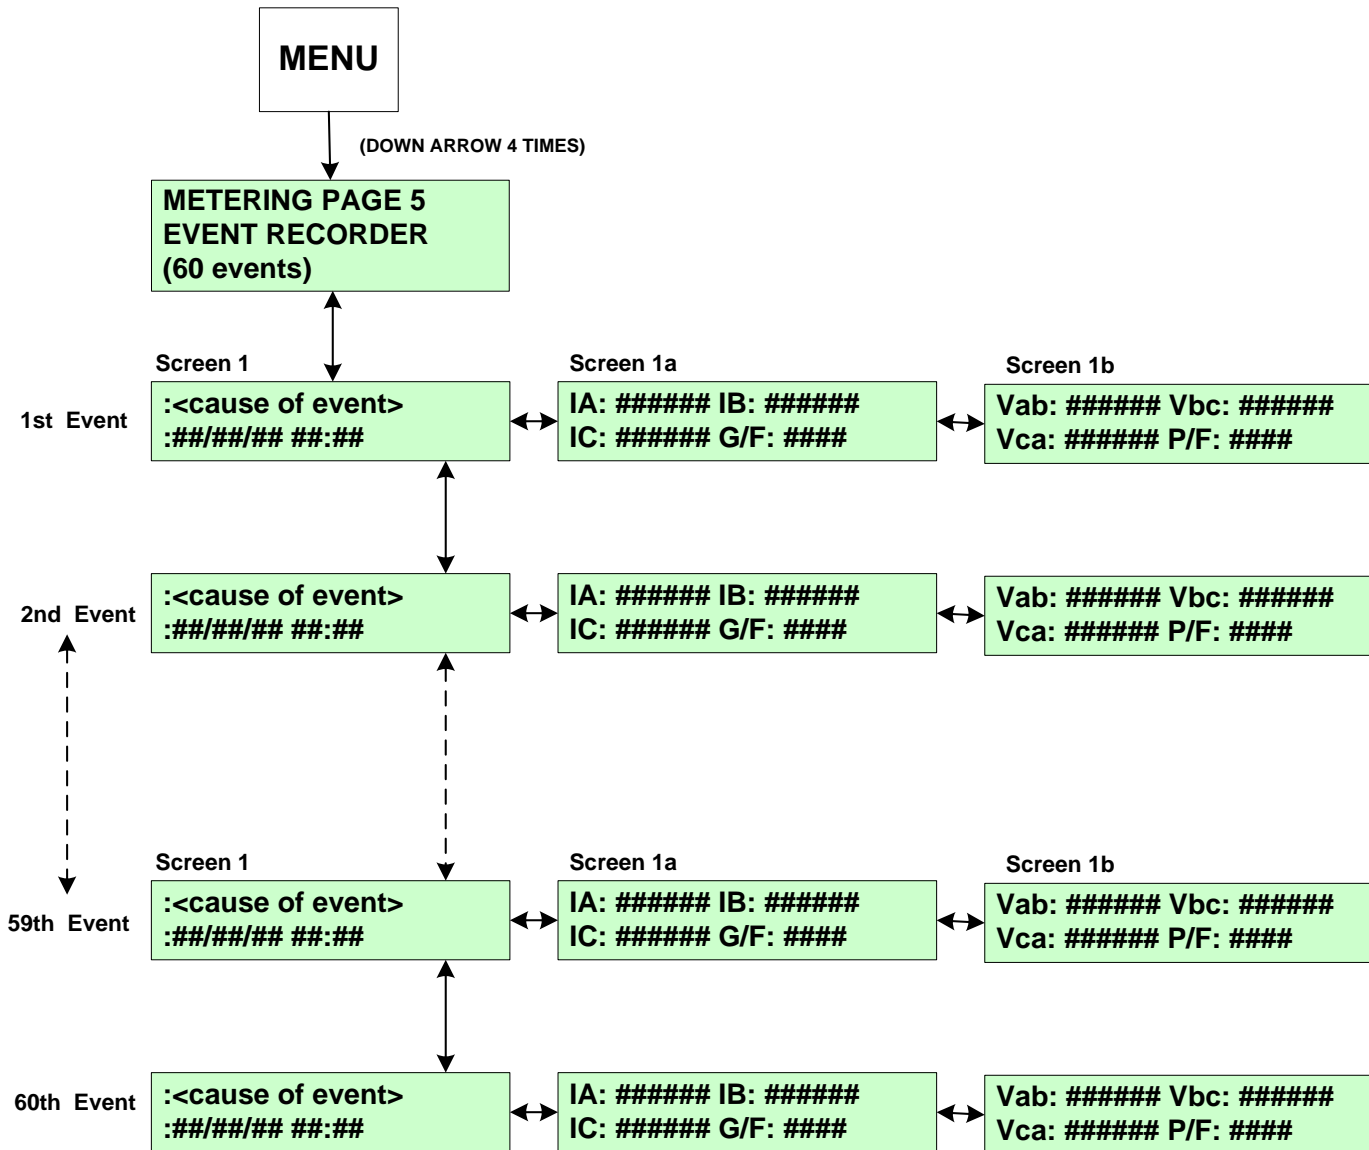 MENU
(DOWN ARROW 4 TIMES)
METERING PAGE 5
EVENT RECORDER
(60 events)
Screen 1
Screen 1a
Screen 1b
1st Event
:<cause of event>
:##/##/## ##:##
IA: ###### IB: ######
IC: ###### G/F: ####
Vab: ###### Vbc: ######
Vca: ###### P/F: ####
2nd Event
:<cause of event>
:##/##/## ##:##
IA: ###### IB: ######
IC: ###### G/F: ####
Vab: ###### Vbc: ######
Vca: ###### P/F: ####
Screen 1
Screen 1a
Screen 1b
59th Event
:<cause of event>
:##/##/## ##:##
IA: ###### IB: ######
IC: ###### G/F: ####
Vab: ###### Vbc: ######
Vca: ###### P/F: ####
60th Event
:<cause of event>
:##/##/## ##:##
IA: ###### IB: ######
IC: ###### G/F: ####
Vab: ###### Vbc: ######
Vca: ###### P/F: ####